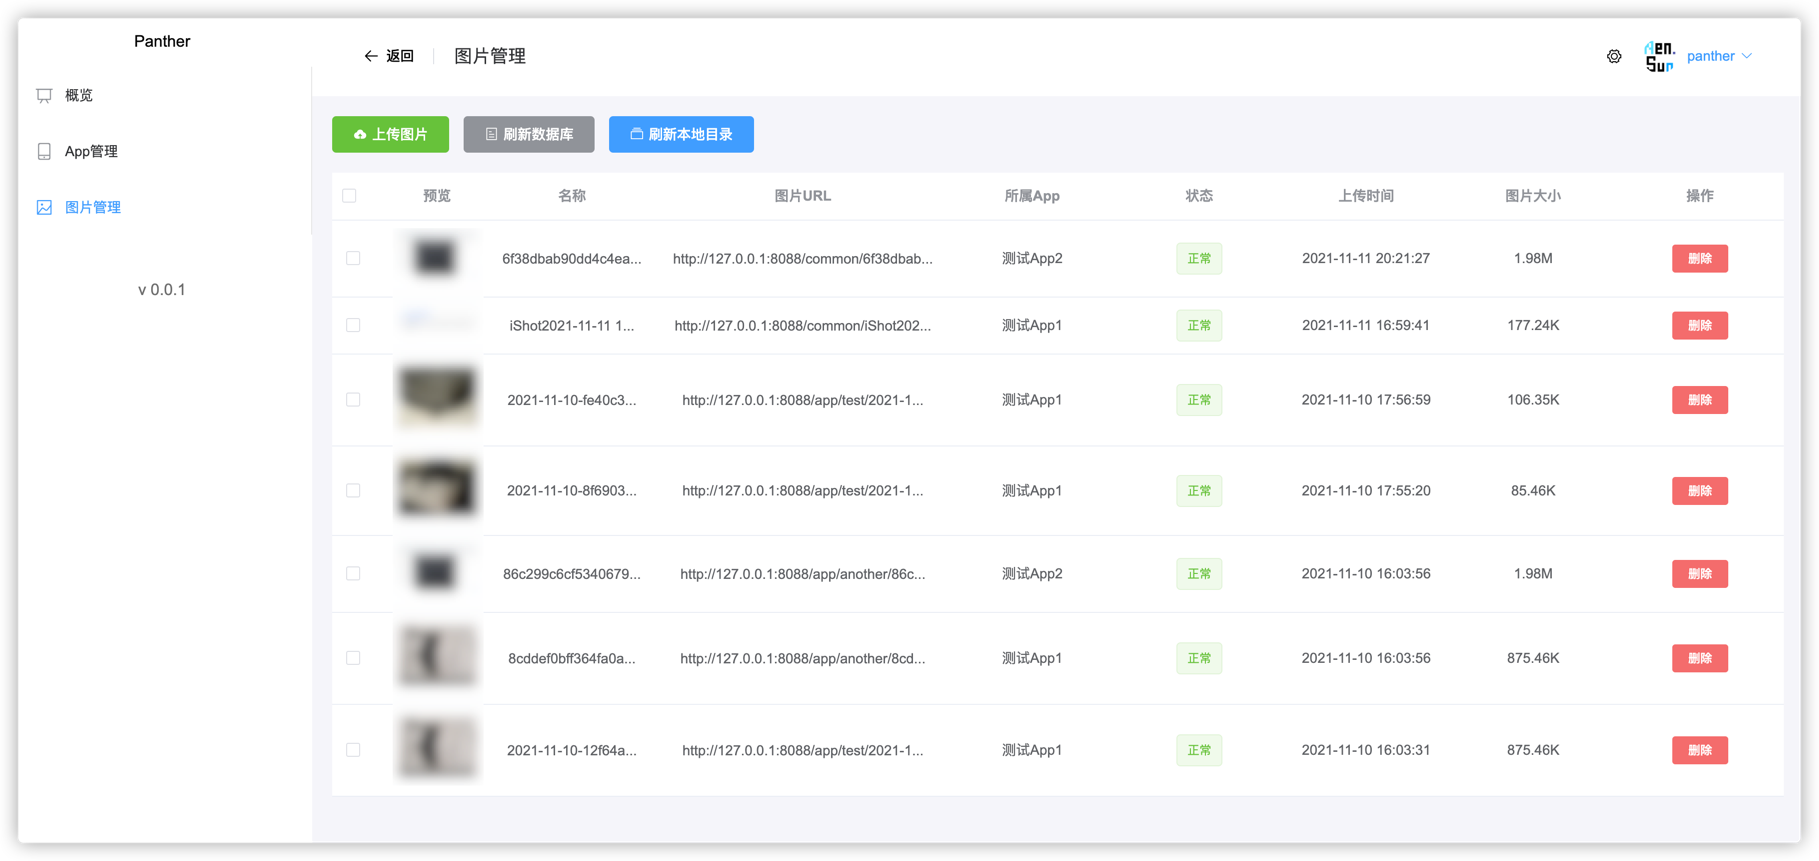 Panther
概览
App管理
图片管理
v 0.0.1
返回
图片管理
Aen.
Sun
panther
上传图片
刷新数据库
刷新本地目录
预览 名称 图片URL 所属App 状态 上传时间 图片大小 操作
6f38dbab90dd4c4ea... http://127.0.0.1:8088/common/6f38dbab... 测试App2 正常 2021-11-11 20:21:27 1.98M 删除
iShot2021-11-11 1... http://127.0.0.1:8088/common/iShot202... 测试App1 正常 2021-11-11 16:59:41 177.24K 删除
2021-11-10-fe40c3... http://127.0.0.1:8088/app/test/2021-1... 测试App1 正常 2021-11-10 17:56:59 106.35K 删除
2021-11-10-8f6903... http://127.0.0.1:8088/app/test/2021-1... 测试App1 正常 2021-11-10 17:55:20 85.46K 删除
86c299c6cf5340679... http://127.0.0.1:8088/app/another/86c... 测试App2 正常 2021-11-10 16:03:56 1.98M 删除
8cddef0bff364fa0a... http://127.0.0.1:8088/app/another/8cd... 测试App1 正常 2021-11-10 16:03:56 875.46K 删除
2021-11-10-12f64a... http://127.0.0.1:8088/app/test/2021-1... 测试App1 正常 2021-11-10 16:03:31 875.46K 删除